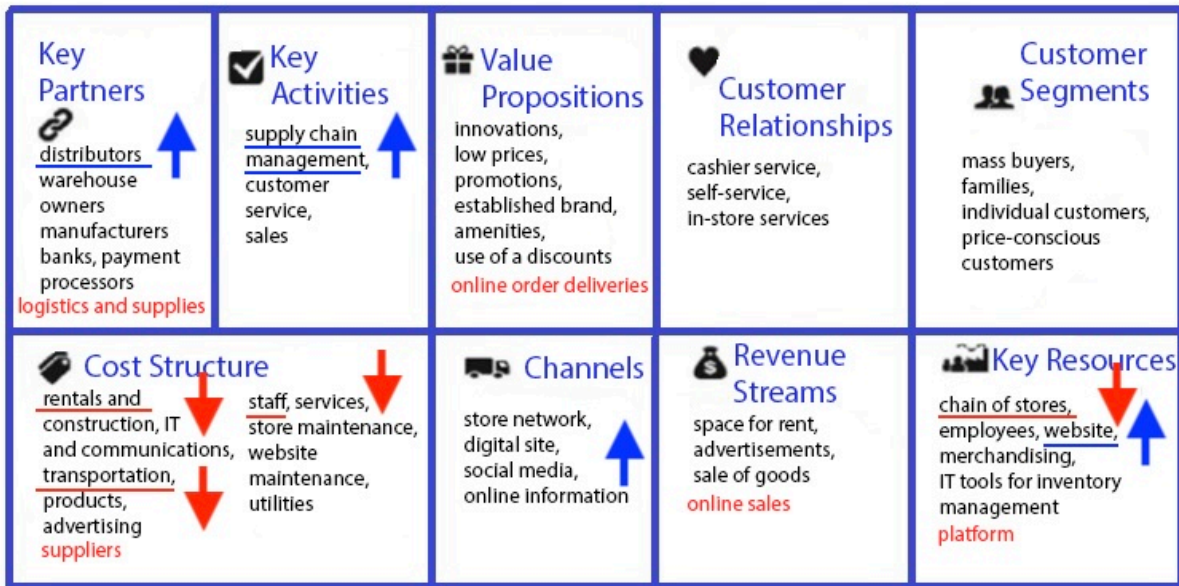 Key
Partners
distributors
warehouse
owners
manufacturers
banks, payment
processors
logistics and supplies
Key
Activities
supply chain
management,
customer
service,
sales
Value
Propositions
innovations,
low prices,
promotions,
established brand,
amenities,
use of a discounts
online order deliveries
Customer
Relationships
cashier service,
self-service,
in-store services
Customer
Segments
mass buyers,
families,
individual customers,
price-conscious
customers
Cost Structure
rentals and
construction, IT
and communications,
transportation,
products,
advertising
suppliers
staff, services,
store maintenance,
website
maintenance,
utilities
Channels
store network,
digital site,
social media,
online information
Revenue
Streams
space for rent,
advertisements,
sale of goods
online sales
Key Resources
chain of stores,
employees, website,
merchandising,
IT tools for inventory
management
platform